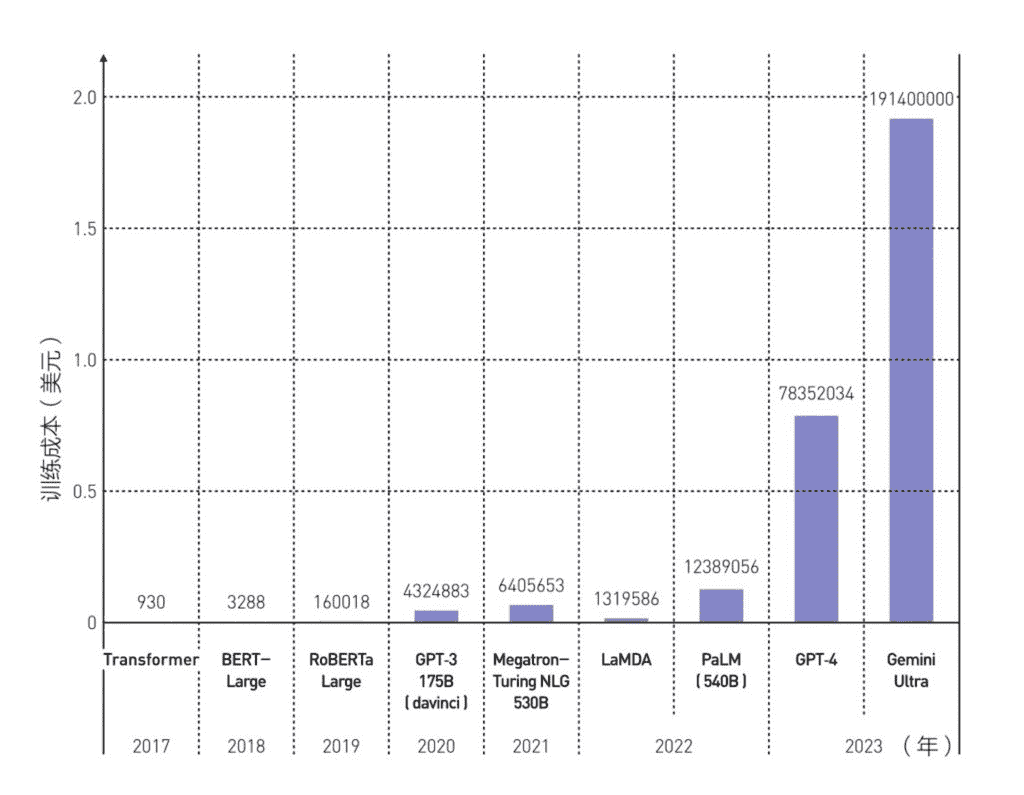 2.0
1.5
1.0
0.5
0
训练成本（美元）
930
3288
160018
4324883
6405653
1319586
12389056
78352034
191400000
Transformer
BERT—
Large
RoBERTa
Large
GPT-3
175B
（davinci）
Megatron—
Turing NLG
530B
LaMDA
PaLM
（540B）
GPT-4
Gemini
Ultra
2017
2018
2019
2020
2021
2022
2023
（年）